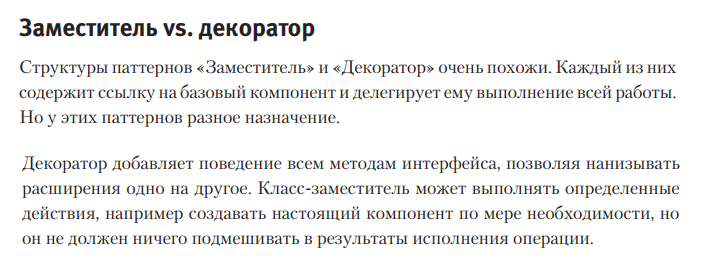 Заместитель vs. декоратор
Структуры паттернов «Заместитель» и «Декоратор» очень похожи. Каждый из них
содержит ссылку на базовый компонент и делегирует ему выполнение всей работы.
Но у этих паттернов разное назначение.
Декоратор добавляет поведение всем методам интерфейса, позволяя нанизывать
расширения одно на другое. Класс-заместитель может выполнять определенные
действия, например создавать настоящий компонент по мере необходимости, но
он не должен ничего подмешивать в результаты исполнения операции.